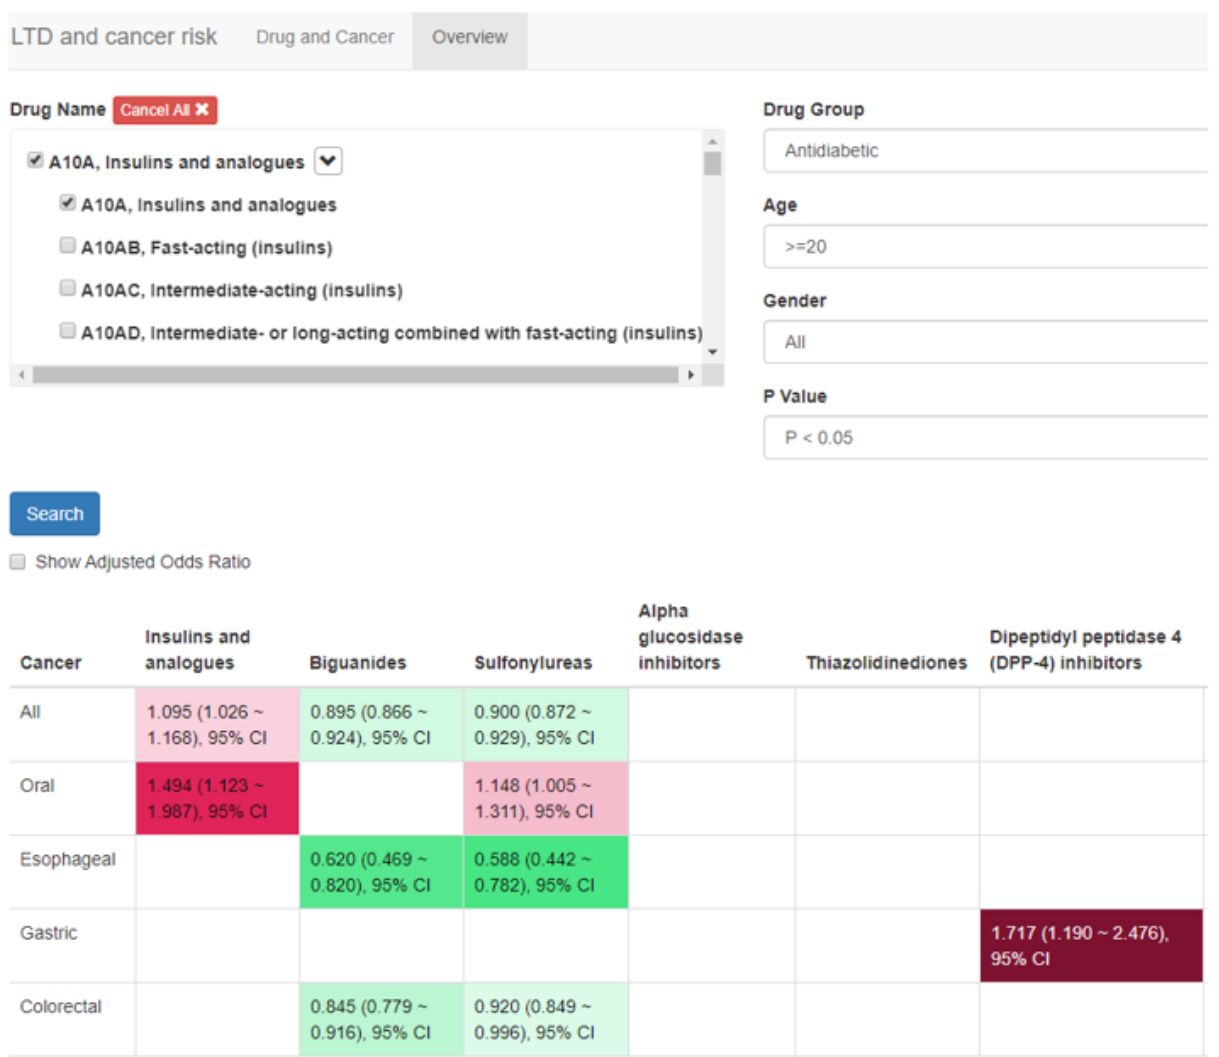 LTD and cancer risk Drug and Cancer Overview
Drug Name Cancel All ✖
A10A, Insulins and analogues
A10A, Insulins and analogues
A10AB, Fast-acting (insulins)
A10AC, Intermediate-acting (insulins)
A10AD, Intermediate- or long-acting combined with fast-acting (insulins)
Drug Group
Antidiabetic
Age
>=20
Gender
All
P Value
P < 0.05
Search
Show Adjusted Odds Ratio
Cancer
Insulins and
analogues
Biguanides
Sulfonylureas
Alpha
glucosidase
inhibitors
Thiazolidinediones
Dipeptidyl peptidase 4
(DPP-4) inhibitors
All
1.095 (1.026 ~
1.168), 95% CI
0.895 (0.866 ~
0.924), 95% CI
0.900 (0.872 ~
0.929), 95% CI
Oral
1.494 (1.123 ~
1.987), 95% CI
1.148 (1.005 ~
1.311), 95% CI
Esophageal
0.620 (0.469 ~
0.820), 95% CI
0.588 (0.442 ~
0.782), 95% CI
Gastric
1.717 (1.190 ~ 2.476),
95% CI
Colorectal
0.845 (0.779 ~
0.916), 95% CI
0.920 (0.849 ~
0.996), 95% CI